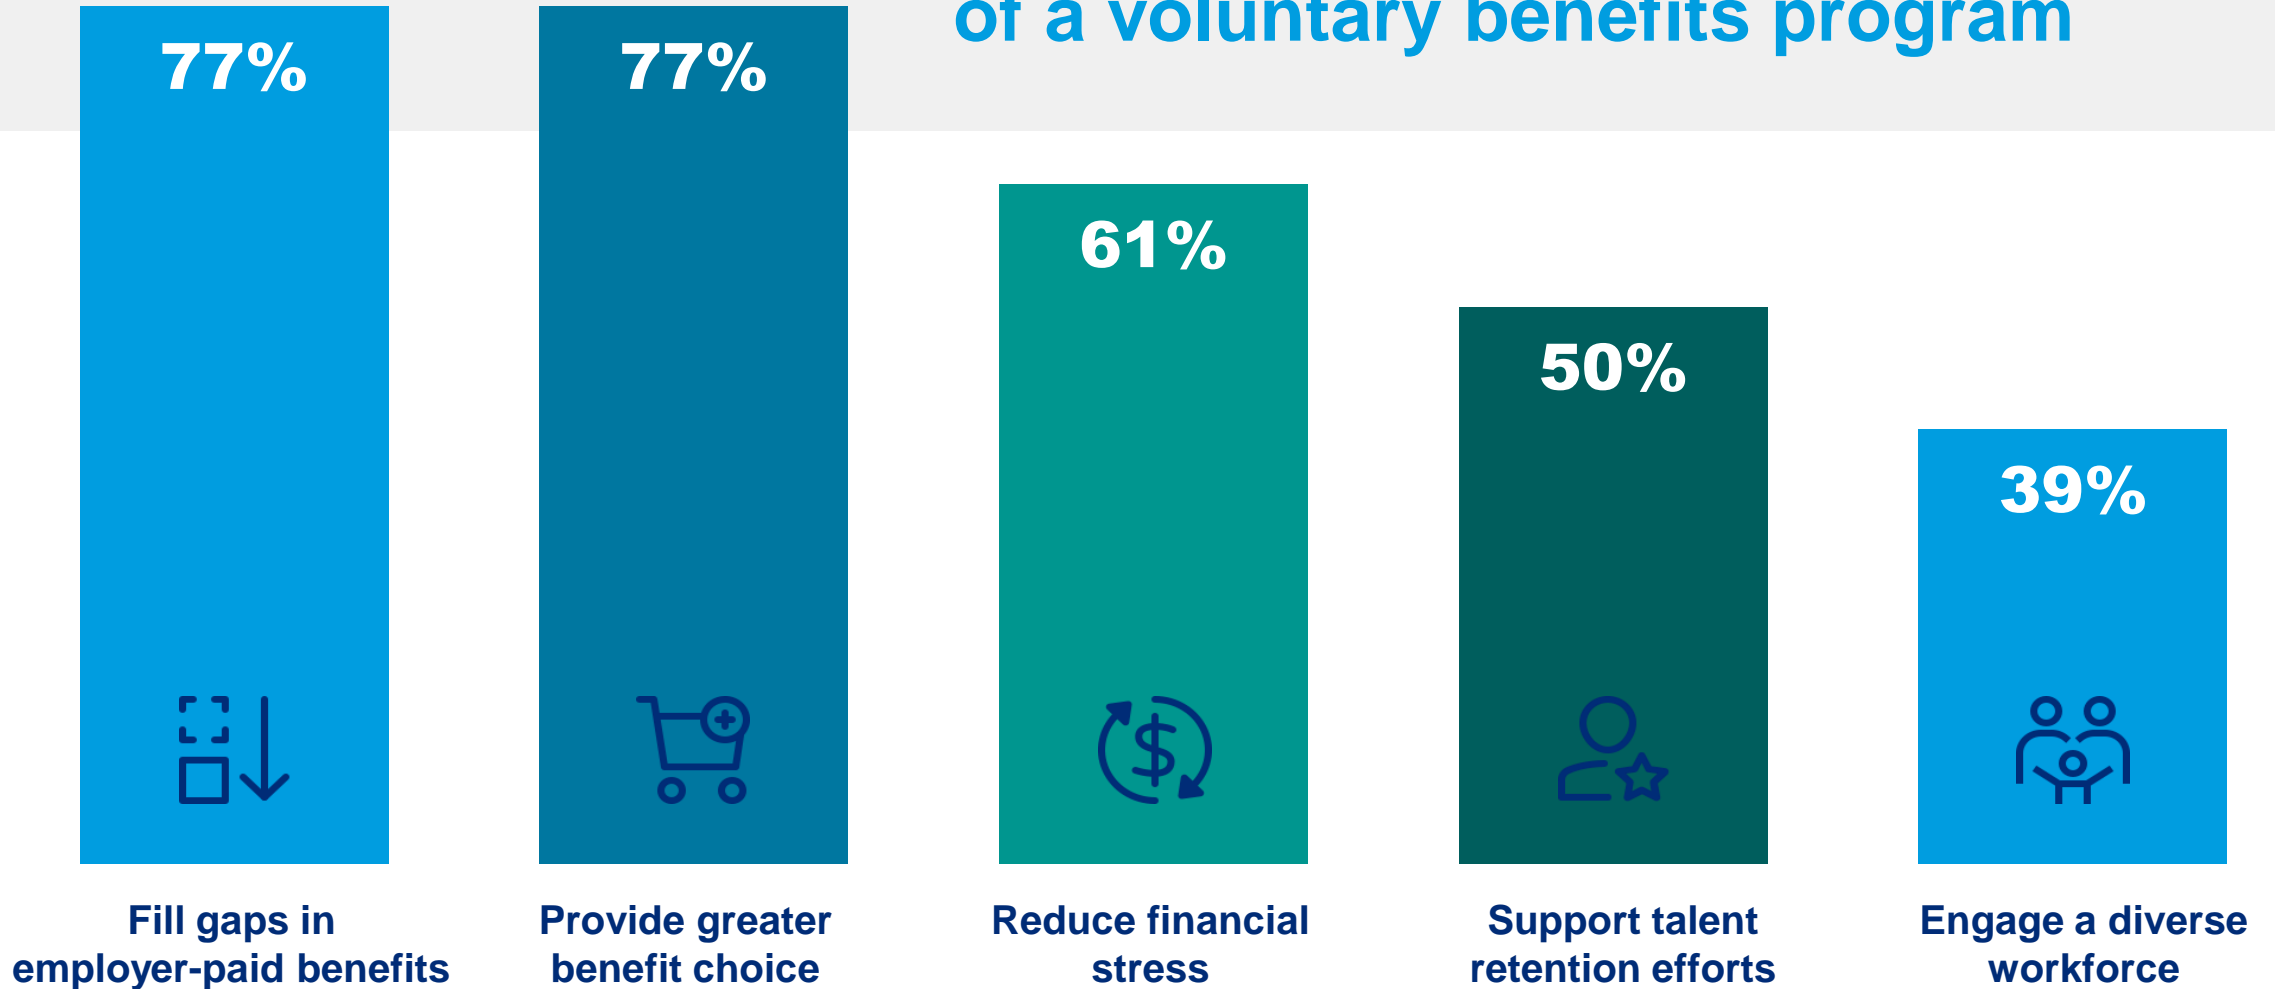 of a voluntary benefits program
77%
77%
61%
50%
39%
Fill gaps in
employer-paid benefits
Provide greater
benefit choice
Reduce financial
stress
Support talent
retention efforts
Engage a diverse
workforce